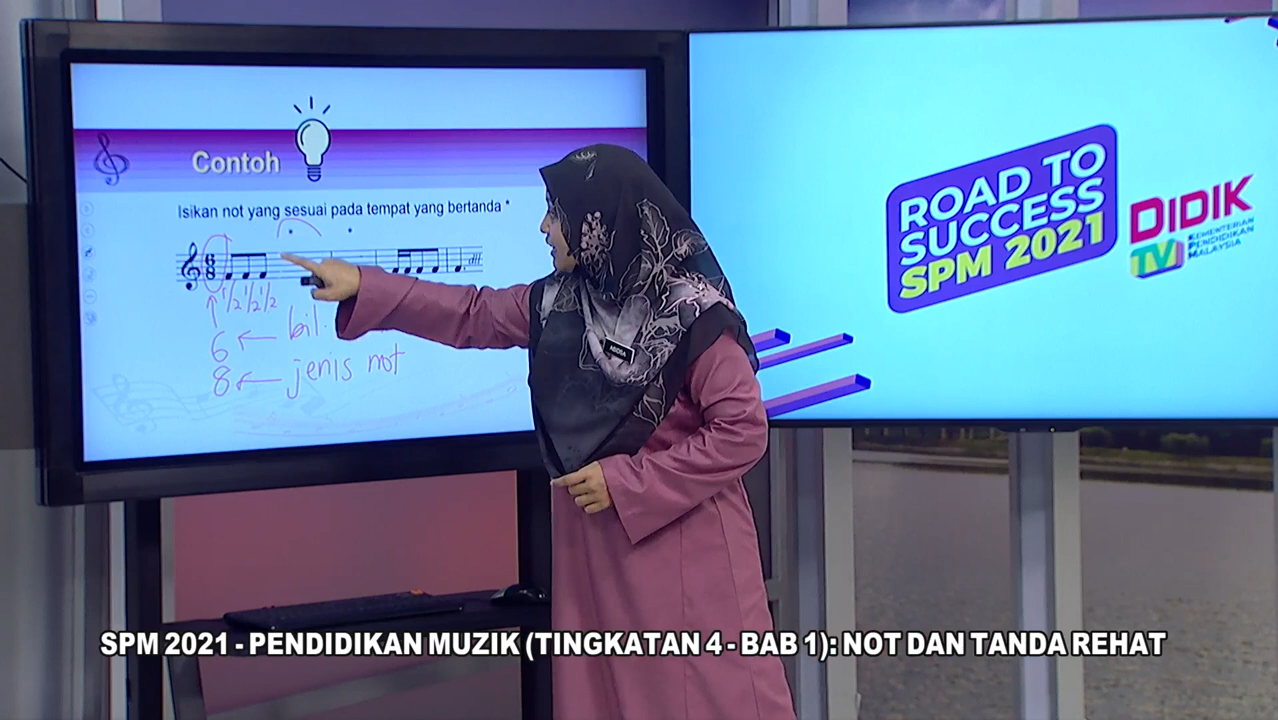 Contoh
Isikan not yang sesuai pada tempat yang bertanda *
6
8
1/2 1/2 1/2
6 ← bil.
8 ← jenis not
ROAD TO
SUCCESS
SPM 2021
DIDIK
TV
KEMENTERIAN
PENDIDIKAN
MALAYSIA
SPM 2021 - PENDIDIKAN MUZIK (TINGKATAN 4 - BAB 1): NOT DAN TANDA REHAT